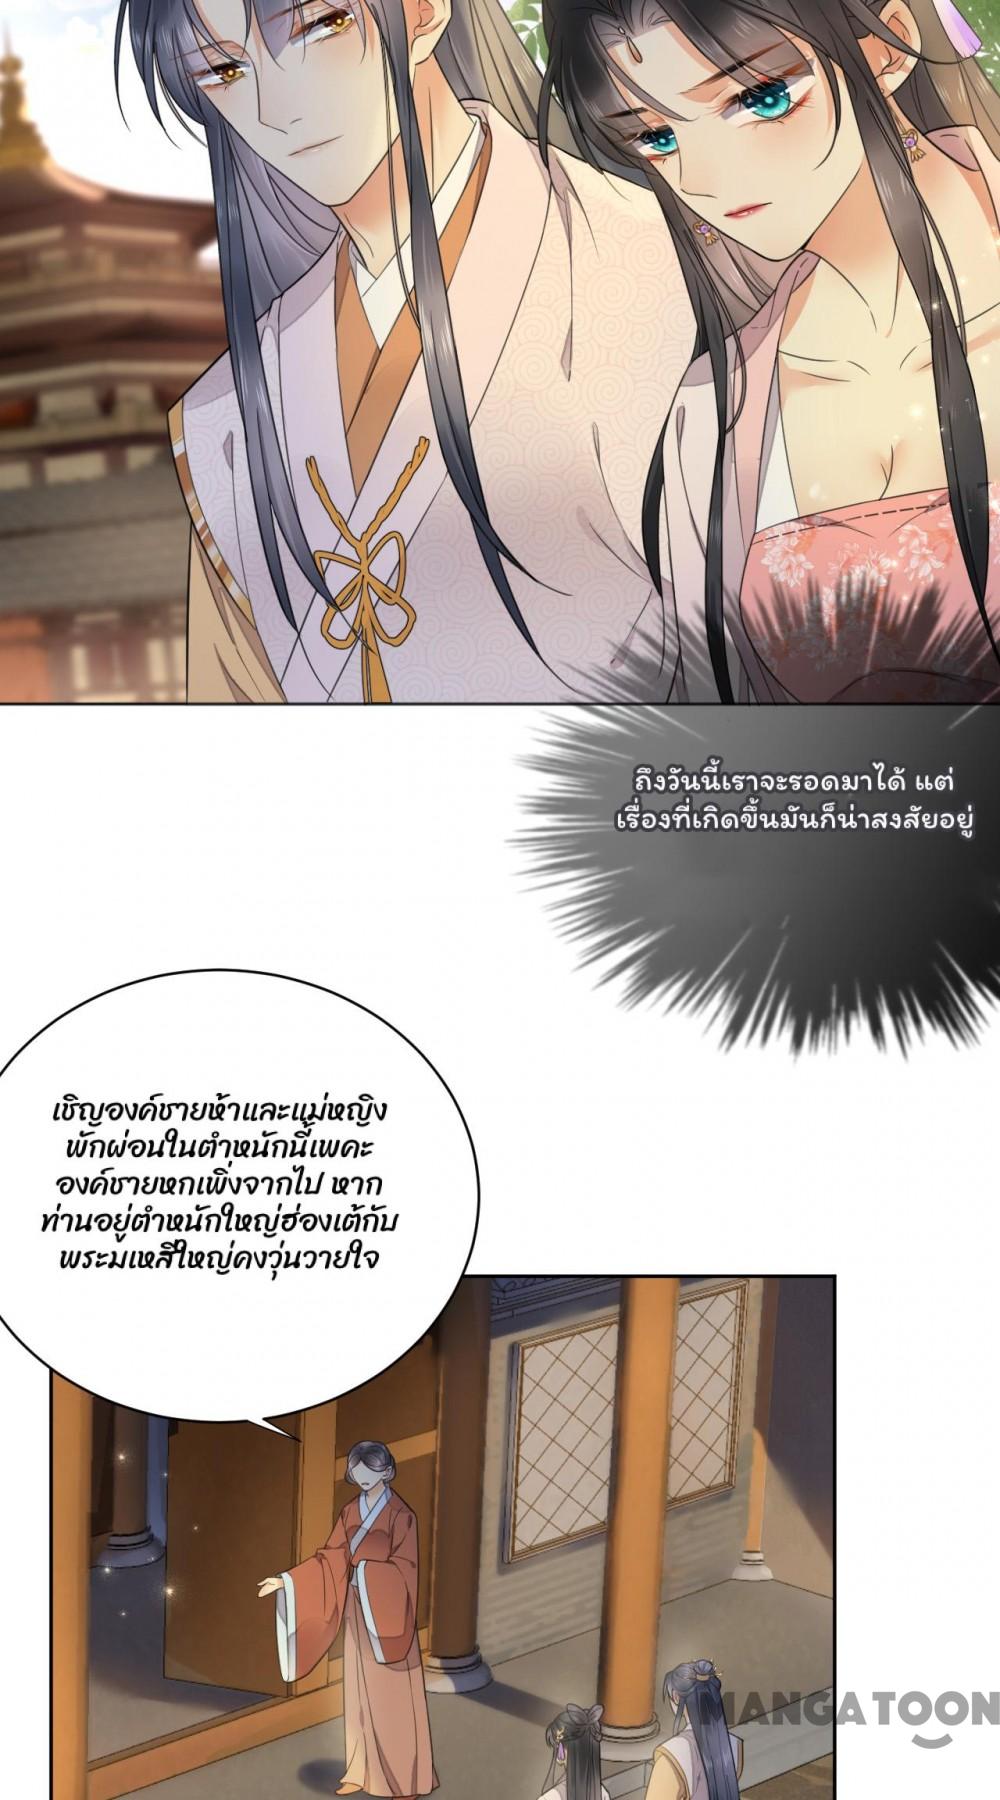 ถึงวันนี้เราจะรอดมาได้ แต่
เรื่องที่เกิดขึ้นมันก็น่าสงสัยอยู่
เชิญองค์ชายห้าและแม่หญิง
พักผ่อนในตำหนักนี้เพคะ
องค์ชายหกเพิ่งจากไป หาก
ท่านอยู่ตำหนักใหญ่ฮ่องเต้กับ
พระมเหสีใหญ่คงวุ่นวายใจ
MANGATOON